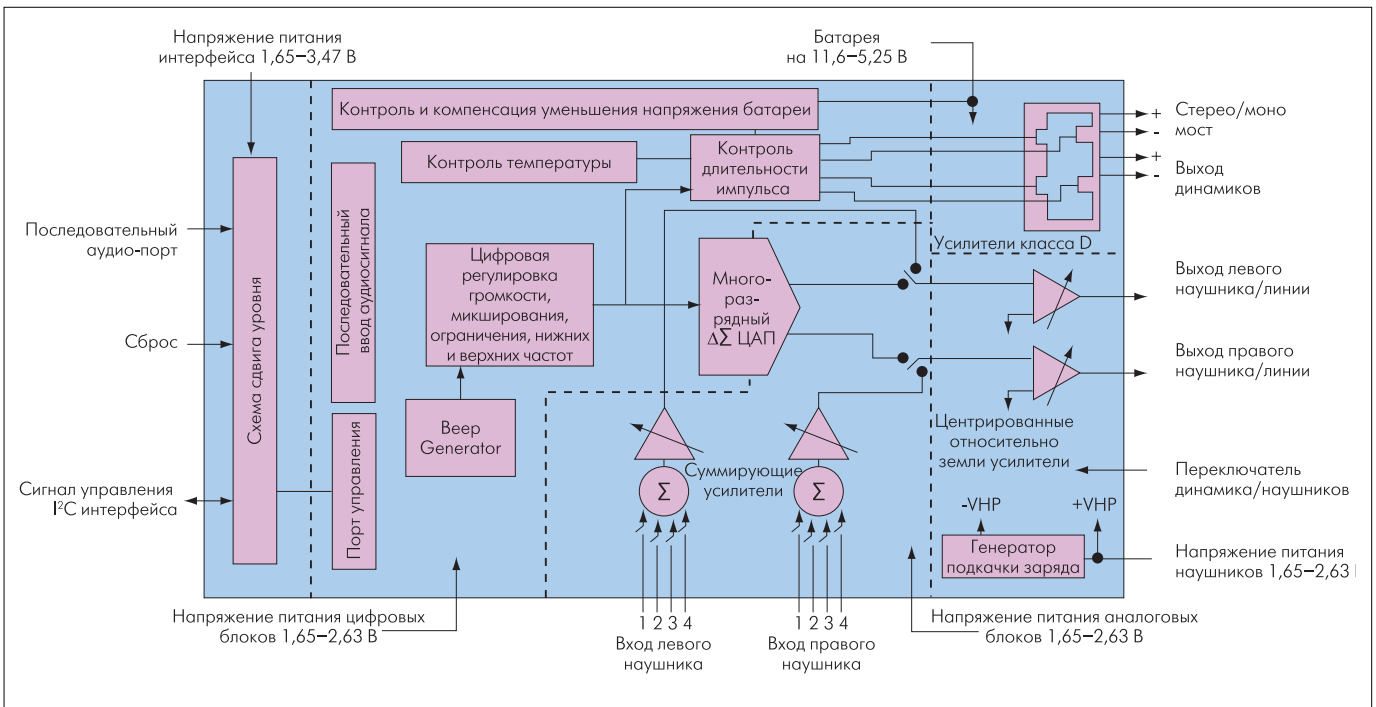 Напряжение питания
интерфейса 1,65–3,47 В
Батарея
на 11,6–5,25 В
Контроль и компенсация уменьшения напряжения батареи
Контроль температуры
Контроль
длительности
импульса
+
-
+
-
Стерео/моно
мост
Выход
динамиков
Усилители класса D
Последовательный
аудио-порт
Сброс
Сигнал управления
I²C интерфейса
Схема сдвига уровня
Последовательный
ввод аудиосигнала
Порт управления
Цифровая
регулировка
громкости,
микширования,
ограничения, нижних
и верхних частот
Beep
Generator
Много-
раз-
рядный
ΔΣ ЦАП
Выход левого
наушника/линии
Выход правого
наушника/линии
Центрированные
относительно
земли усилители
Суммирующие
усилители
Σ
Σ
Переключатель
динамика/наушников
-VHP
+VHP
Генератор
подкачки заряда
Напряжение питания
наушников 1,65–2,63
Напряжение питания цифровых
блоков 1,65–2,63 В
1 2 3 4
Вход левого
наушника
1 2 3 4
Вход правого
наушника
Напряжение питания аналоговых
блоков 1,65–2,63 В